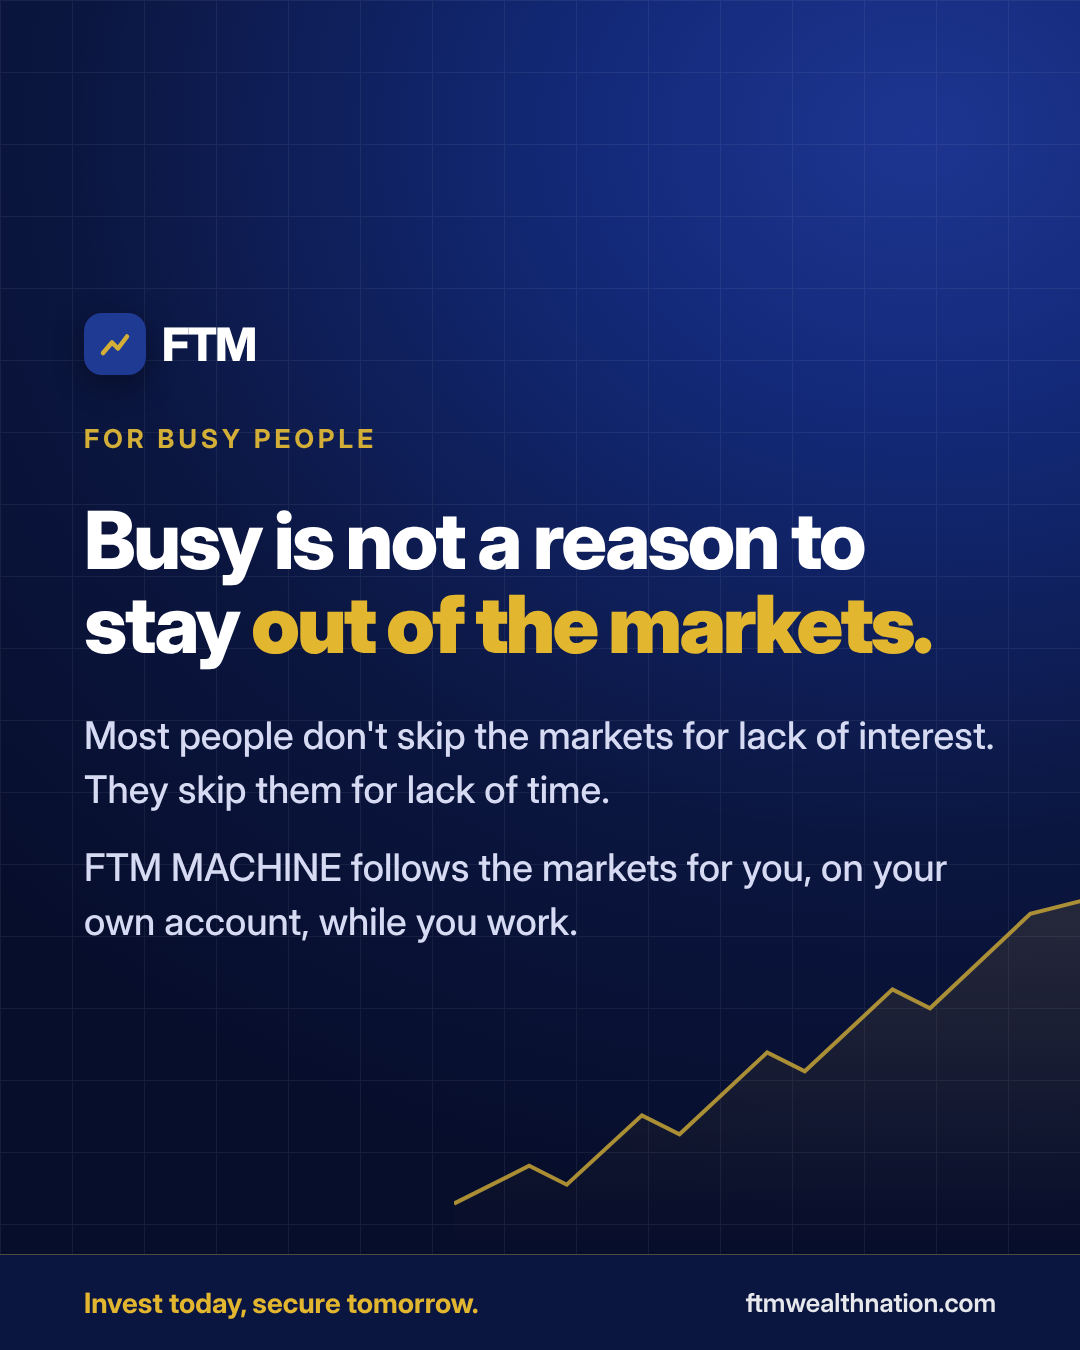 FTM
FOR BUSY PEOPLE
Busy is not a reason to
stay out of the markets.
Most people don't skip the markets for lack of interest.
They skip them for lack of time.
FTM MACHINE follows the markets for you, on your
own account, while you work.
Invest today, secure tomorrow.
ftmwealthnation.com